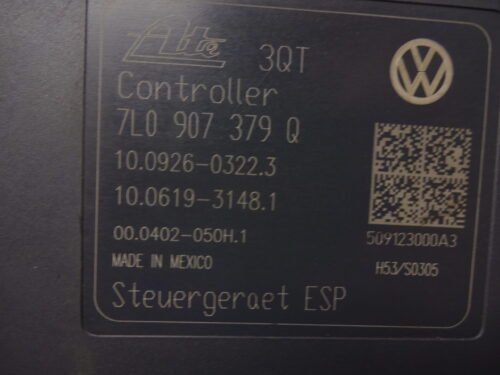 Ate 3QT
Controller
7L0 907 379 Q
10.0926-0322.3
10.0619-3148.1
00.0402-050H.1
509123000A3
MADE IN MEXICO
H53/S0305
Steuergeraet ESP